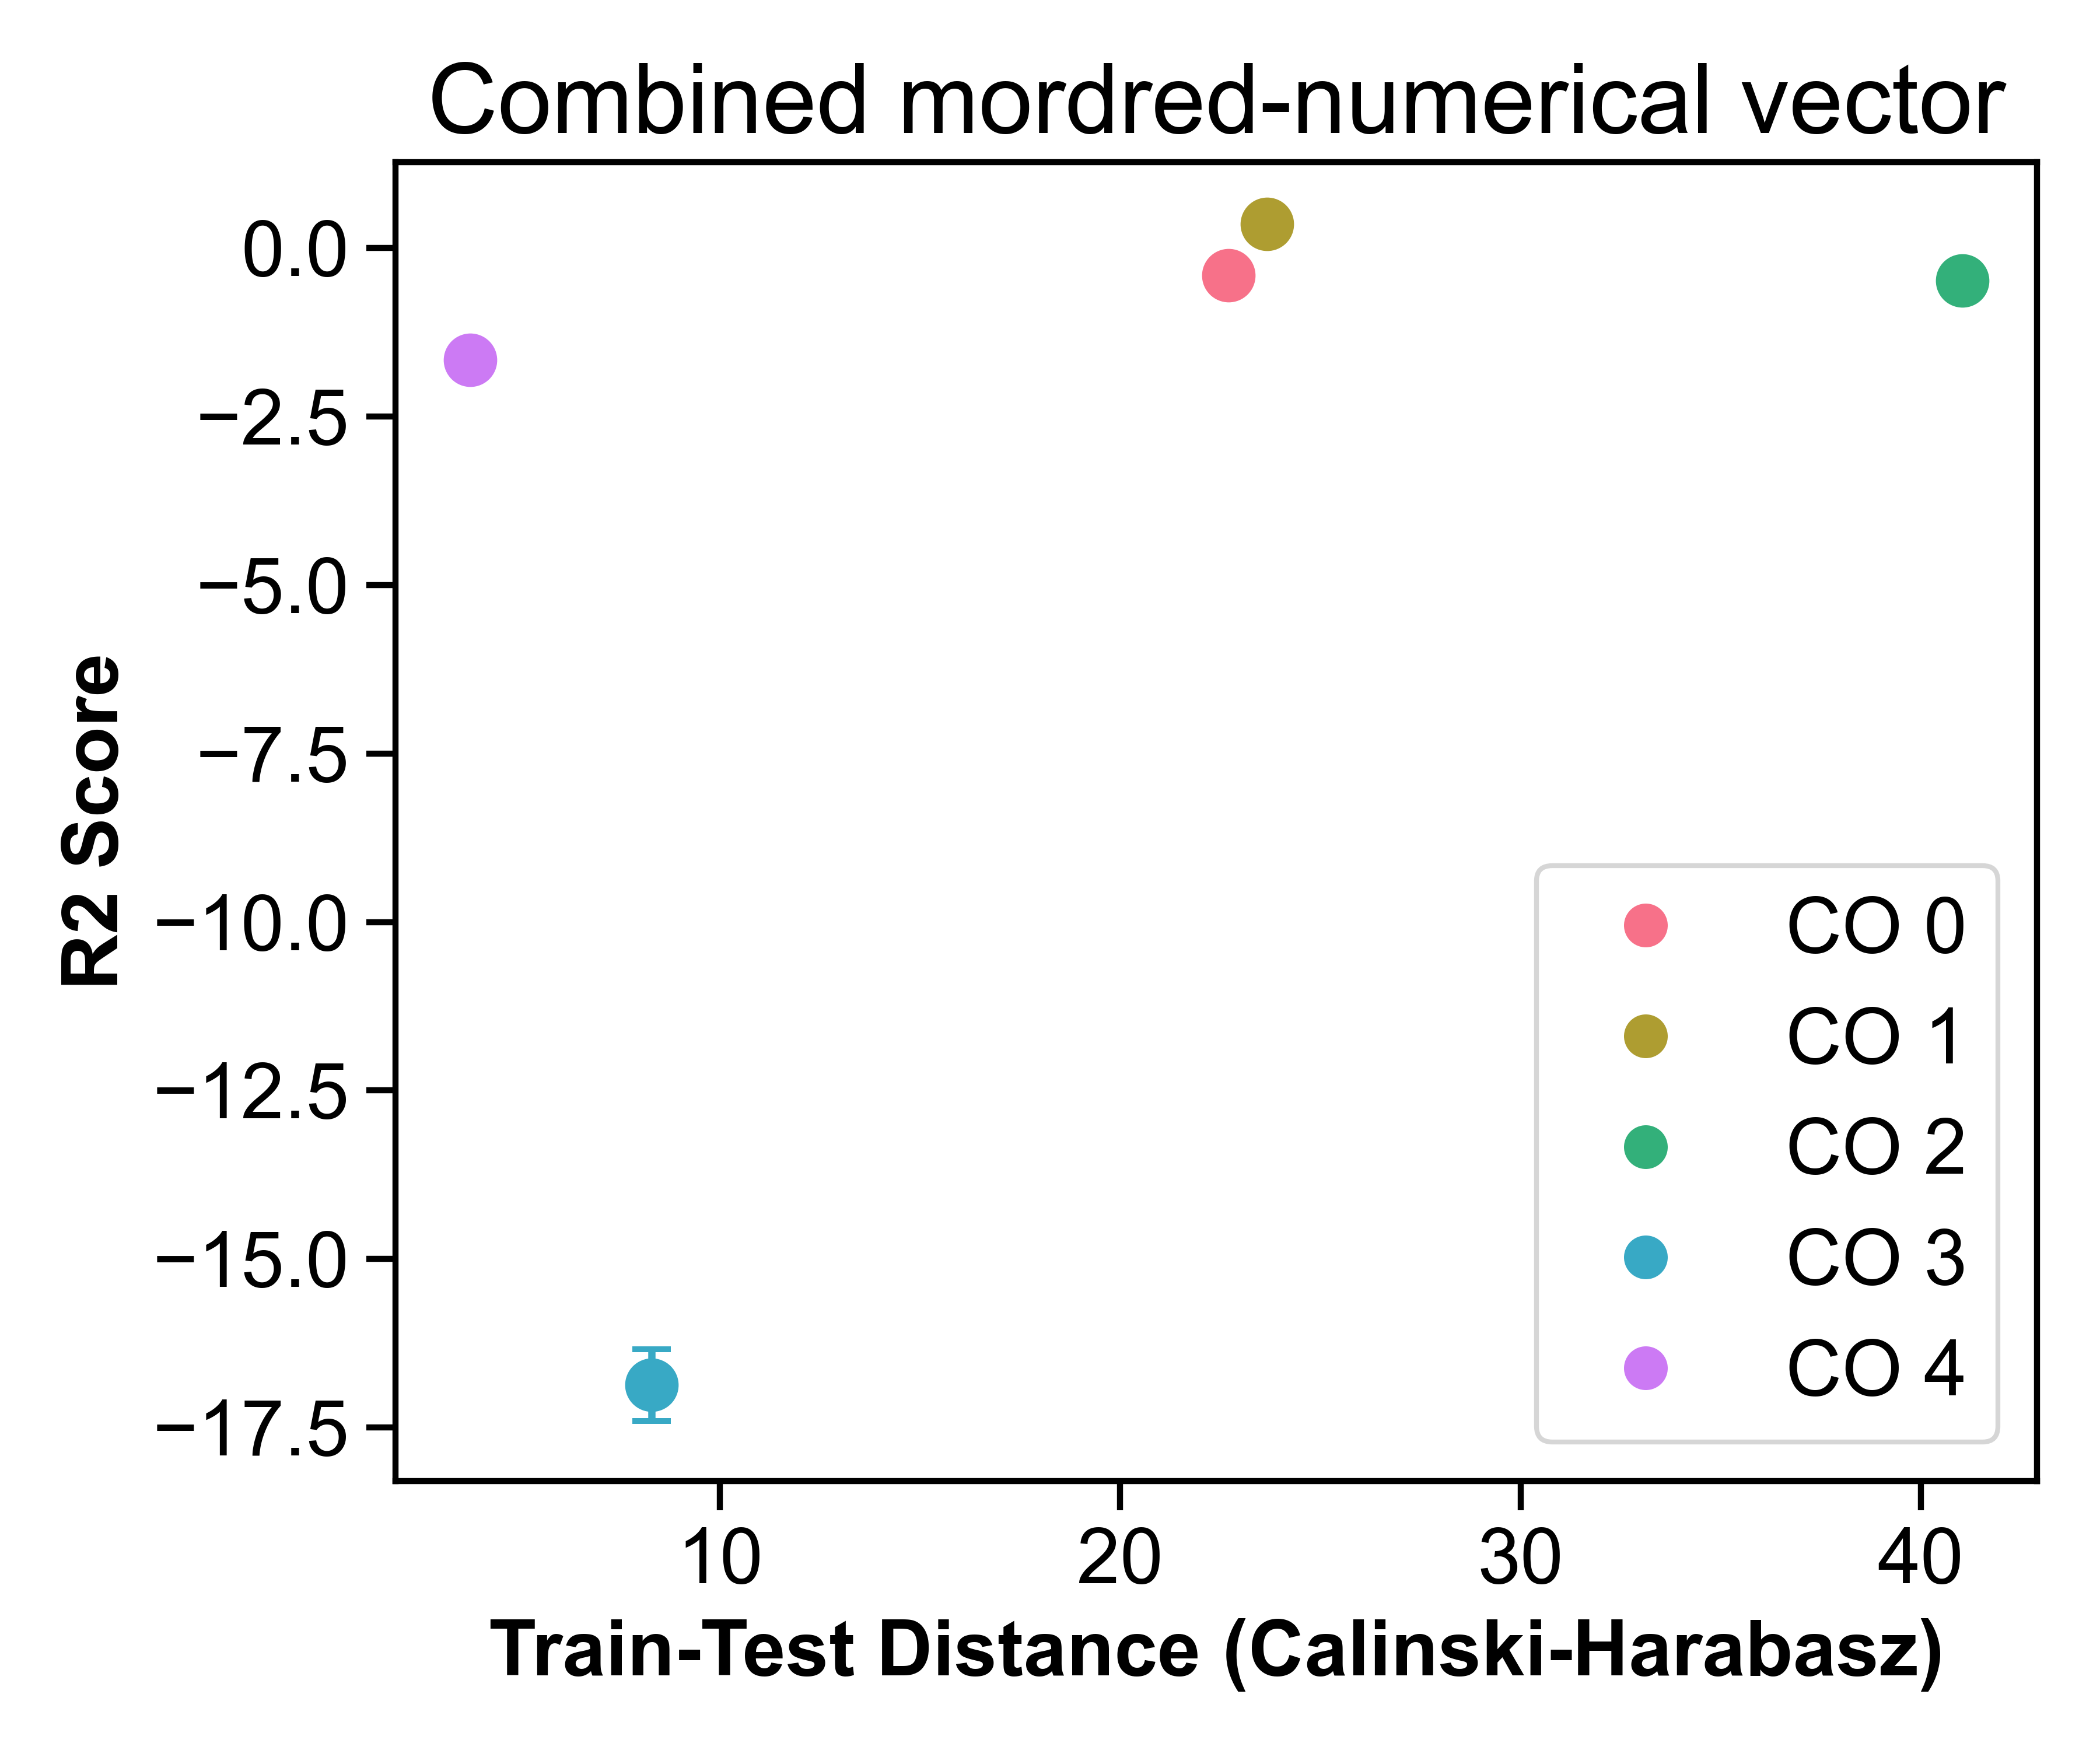 Combined mordred-numerical vector
R2 Score
0.0
−2.5
−5.0
−7.5
−10.0
−12.5
−15.0
−17.5
CO 0
CO 1
CO 2
CO 3
CO 4
10 20 30 40
Train-Test Distance (Calinski-Harabasz)